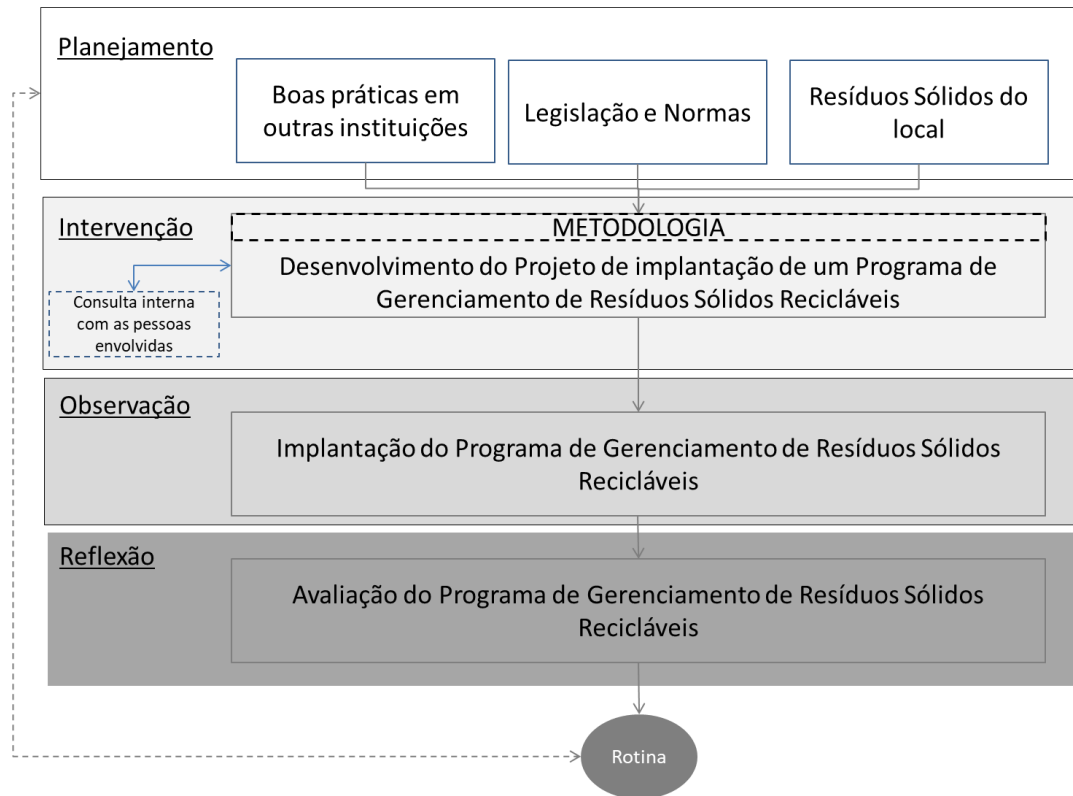 Planejamento
Boas práticas em
outras instituições
Legislação e Normas
Resíduos Sólidos do
local
Intervenção
METODOLOGIA
Desenvolvimento do Projeto de implantação de um Programa de
Gerenciamento de Resíduos Sólidos Recicláveis
Consulta interna
com as pessoas
envolvidas
Observação
Implantação do Programa de Gerenciamento de Resíduos Sólidos
Recicláveis
Reflexão
Avaliação do Programa de Gerenciamento de Resíduos Sólidos
Recicláveis
Rotina